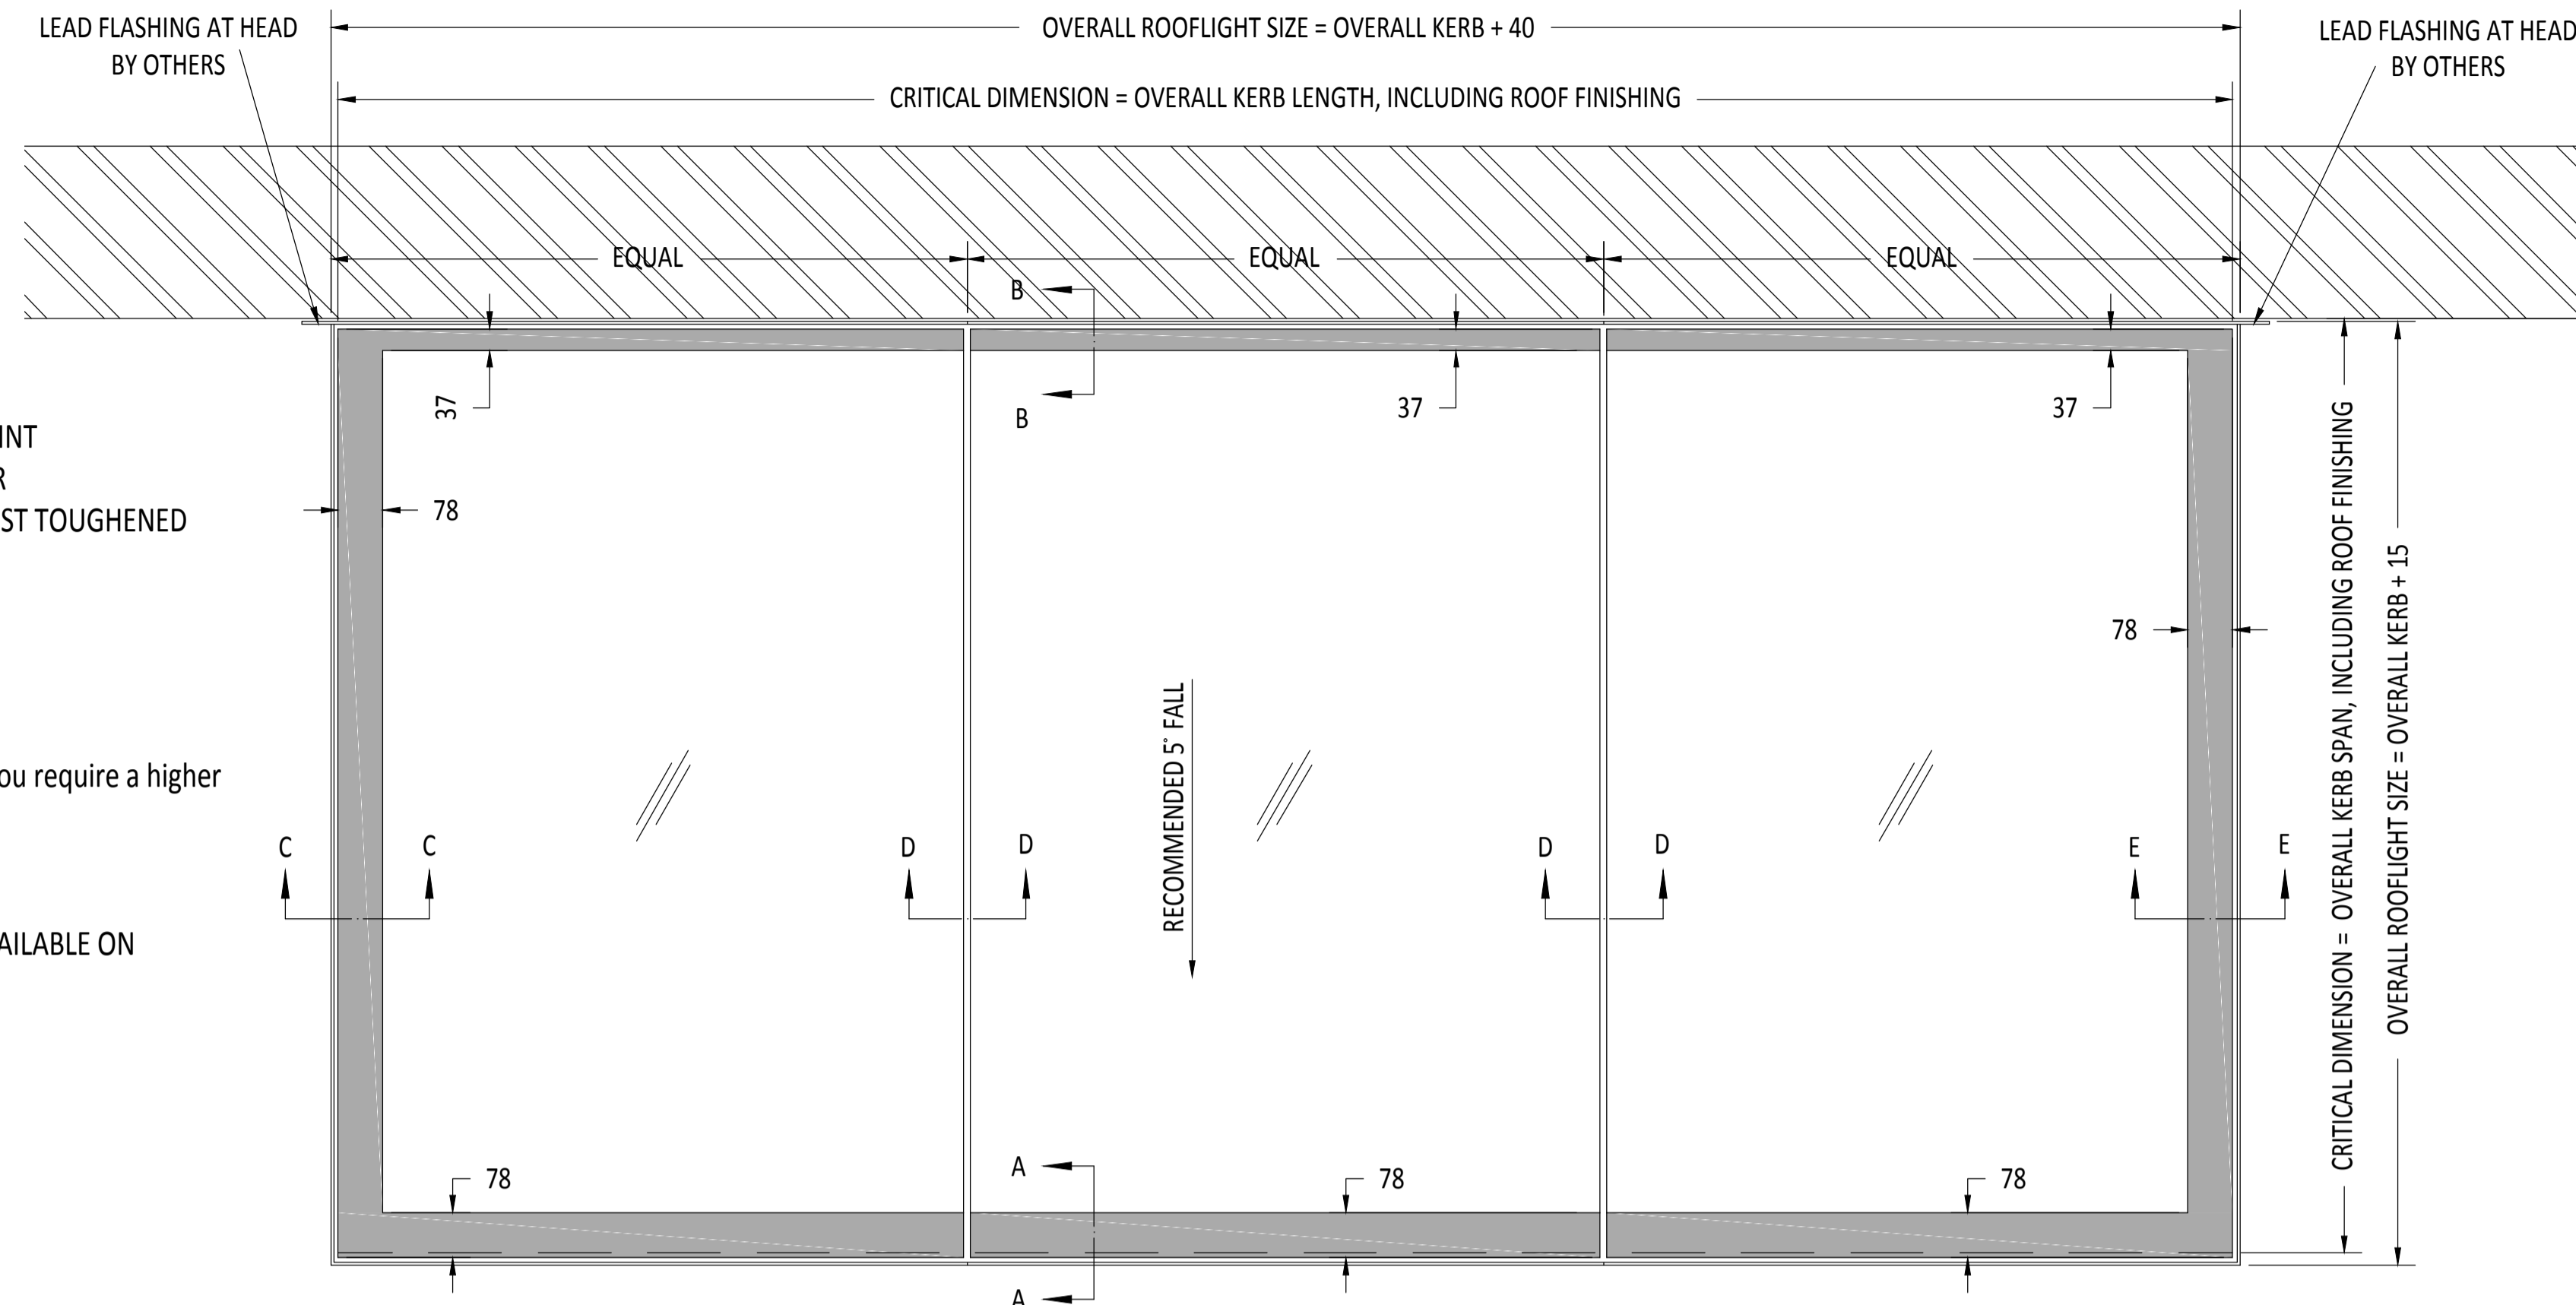 LEAD FLASHING AT HEAD
BY OTHERS
OVERALL ROOFLIGHT SIZE = OVERALL KERB + 40
LEAD FLASHING AT HEAD
BY OTHERS
CRITICAL DIMENSION = OVERALL KERB LENGTH, INCLUDING ROOF FINISHING
EQUAL
EQUAL
EQUAL
B
B
37
37
37
INT
R
ST TOUGHENED
78
78
RECOMMENDED 5° FALL
CRITICAL DIMENSION = OVERALL KERB SPAN, INCLUDING ROOF FINISHING
OVERALL ROOFLIGHT SIZE = OVERALL KERB + 15
ou require a higher
C
C
D
D
D
D
E
E
AILABLE ON
A
A
78
78
78